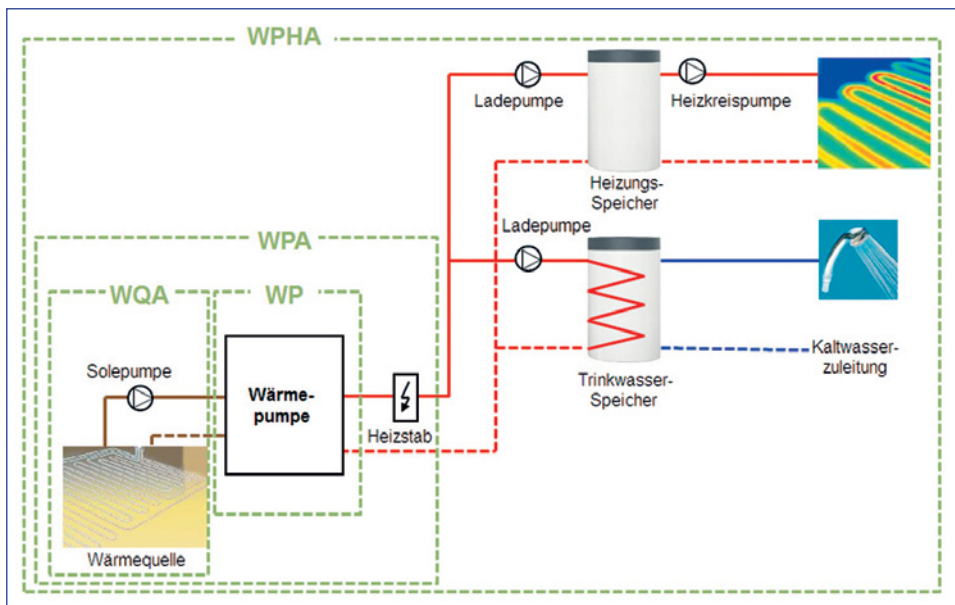 WPHA
Ladepumpe
Heizkreispumpe
Heizungs-
Speicher
Ladepumpe
WPA
WQA
WP
Solepumpe
Wärme-
pumpe
Heizstab
Trinkwasser-
Speicher
Kaltwasser-
zuleitung
Wärmequelle